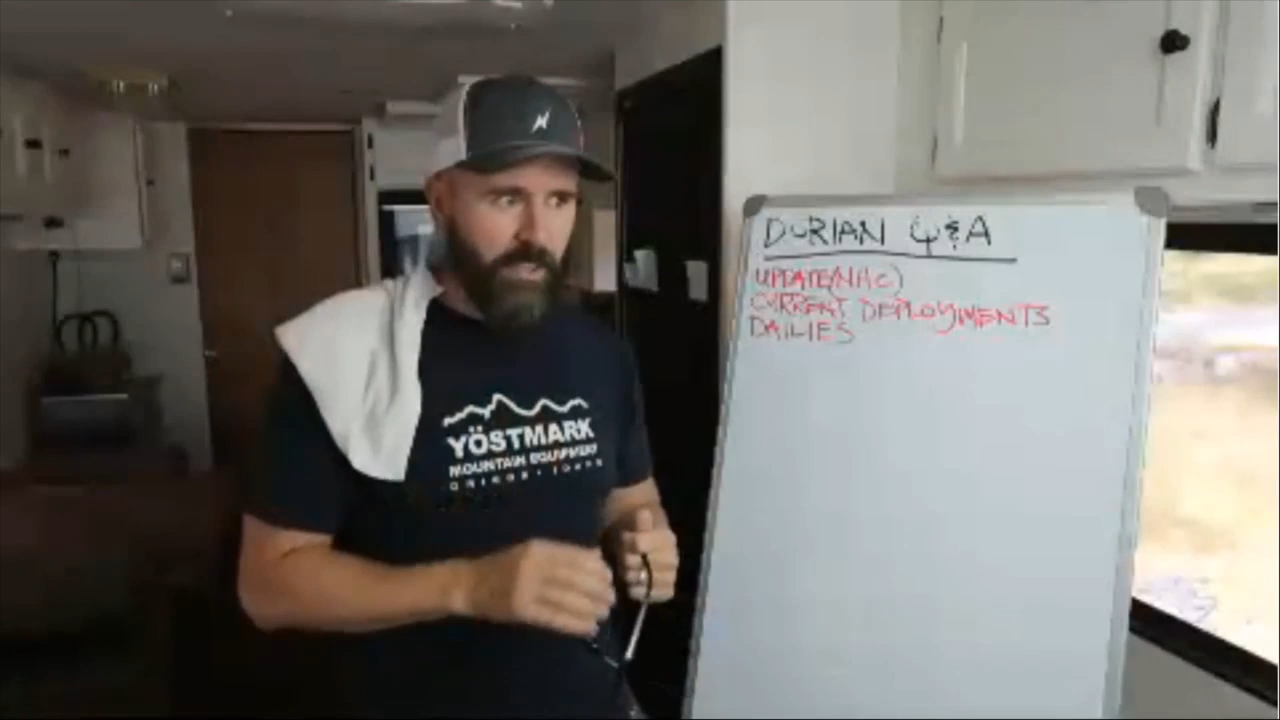 DORIAN Q&A
UPDATE(NHC)
CURRENT DEPLOYMENTS
DAILIES
YÖSTMARK
MOUNTAIN EQUIPMENT